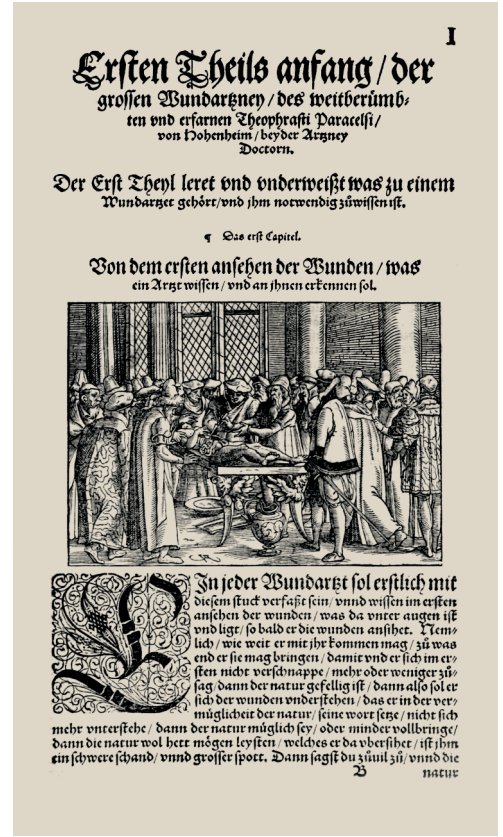 I
Ersten Theils anfang / der
grossen Wundartzney / des weitberümb⸗
ten vnd erfarnen Theophrasti Paracelsi /
von Hohenheim / beyder Artzney
Doctorn.
Der Erst Theyl leret vnd vnderweißt was zu einem
Wundartzet gehört / vnd jhm notwendig zůwissen ist.
¶ Das erst Capitel.
Von dem ersten ansehen der Wunden / was
ein Artzt wissen / vnd an jhnen erkennen sol.
EIn jeder Wundartzt sol erstlich mit
diesem stuck verfaßt sein / vnnd wissen im ersten
ansehen der wunden / was da vnter augen ist
vnd ligt / so bald er die wunden ansihet. Nem⸗
lich / wie weit er mit jhr kommen mag / zů was
end er sie mag bringen / damit vnd er sich im er⸗
sten nicht verschnappe / mehr oder weniger zů⸗
sag / dann der natur gefellig ist / dann also sol er
sich der wunden vnderstehen / das er in der ver⸗
müglicheit der natur / seine wort setze / nicht sich
mehr vnterstehe / dann der natur müglich sey / oder minder vollbringe /
dann die natur wol hett mögen leysten / welches er da vbersihet / ist jhm
ein schwere schand / vnnd grosser spott. Dann sagst du zůuil zů / vnnd die
B natur